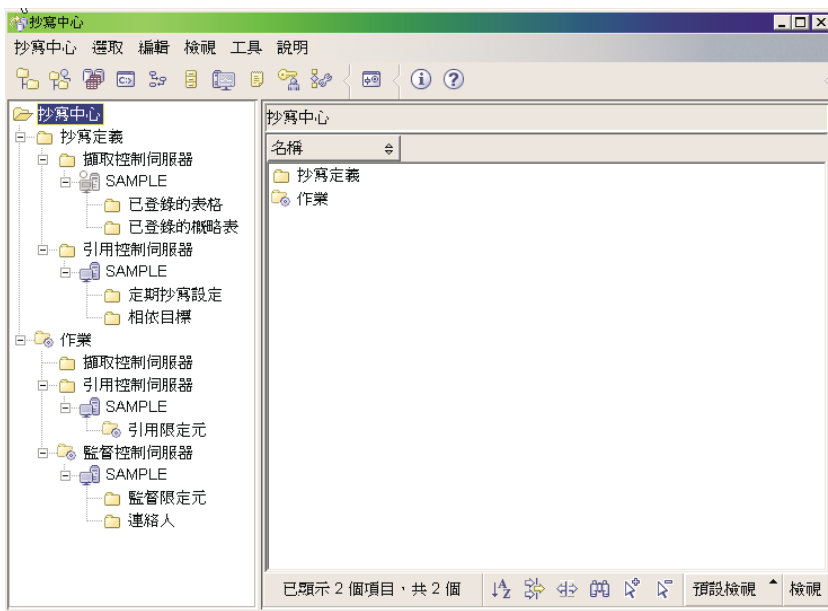 抄寫中心
抄寫中心 選取 編輯 檢視 工具 說明
抄寫中心
抄寫定義
擷取控制伺服器
SAMPLE
已登錄的表格
已登錄的概略表
引用控制伺服器
SAMPLE
定期抄寫設定
相依目標
作業
擷取控制伺服器
引用控制伺服器
SAMPLE
引用限定元
監督控制伺服器
SAMPLE
監督限定元
連絡人
抄寫中心
名稱
抄寫定義
作業
已顯示 2 個項目，共 2 個 預設檢視 檢視